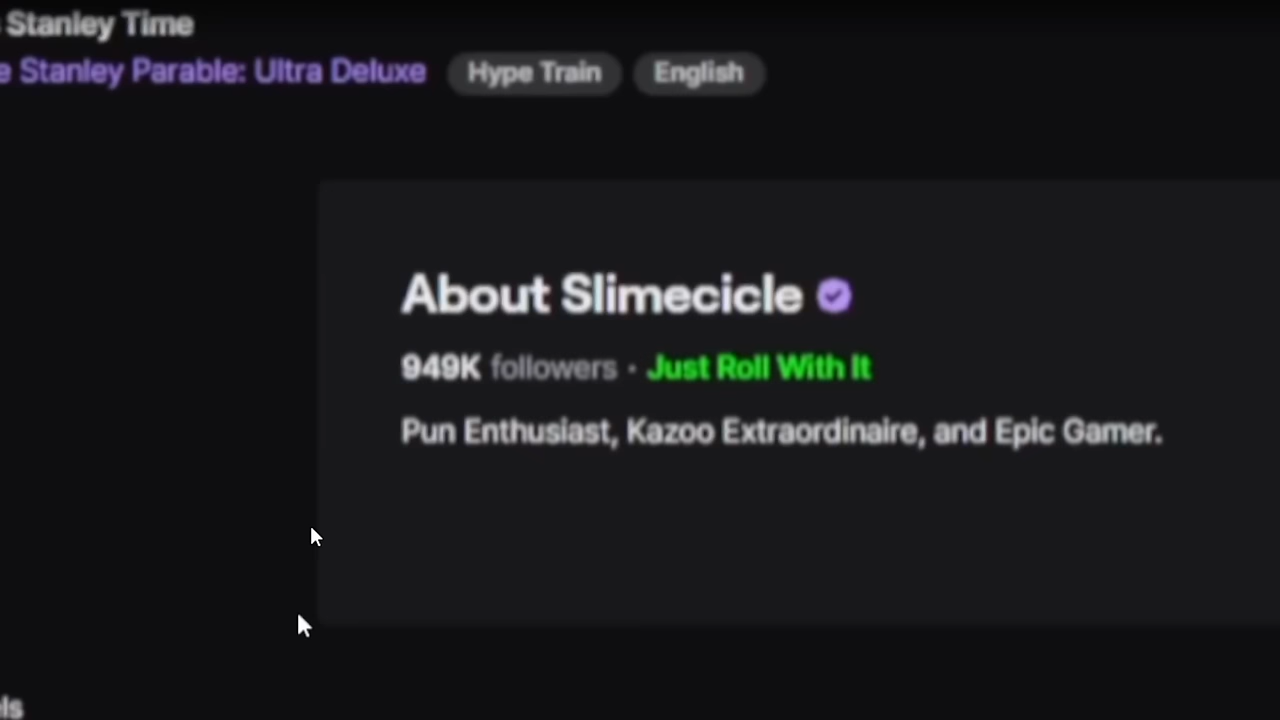 Stanley Time
e Stanley Parable: Ultra Deluxe Hype Train English
About Slimecicle
949K followers · Just Roll With It
Pun Enthusiast, Kazoo Extraordinaire, and Epic Gamer.
els